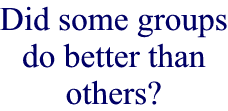 Did some groups
do better than
others?